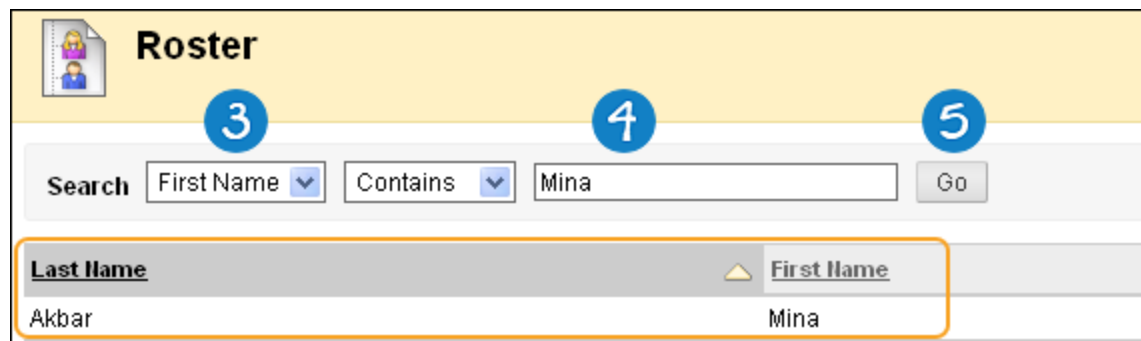 Roster
3 4 5
Search First Name Contains Mina Go
Last Name First Name
Akbar Mina